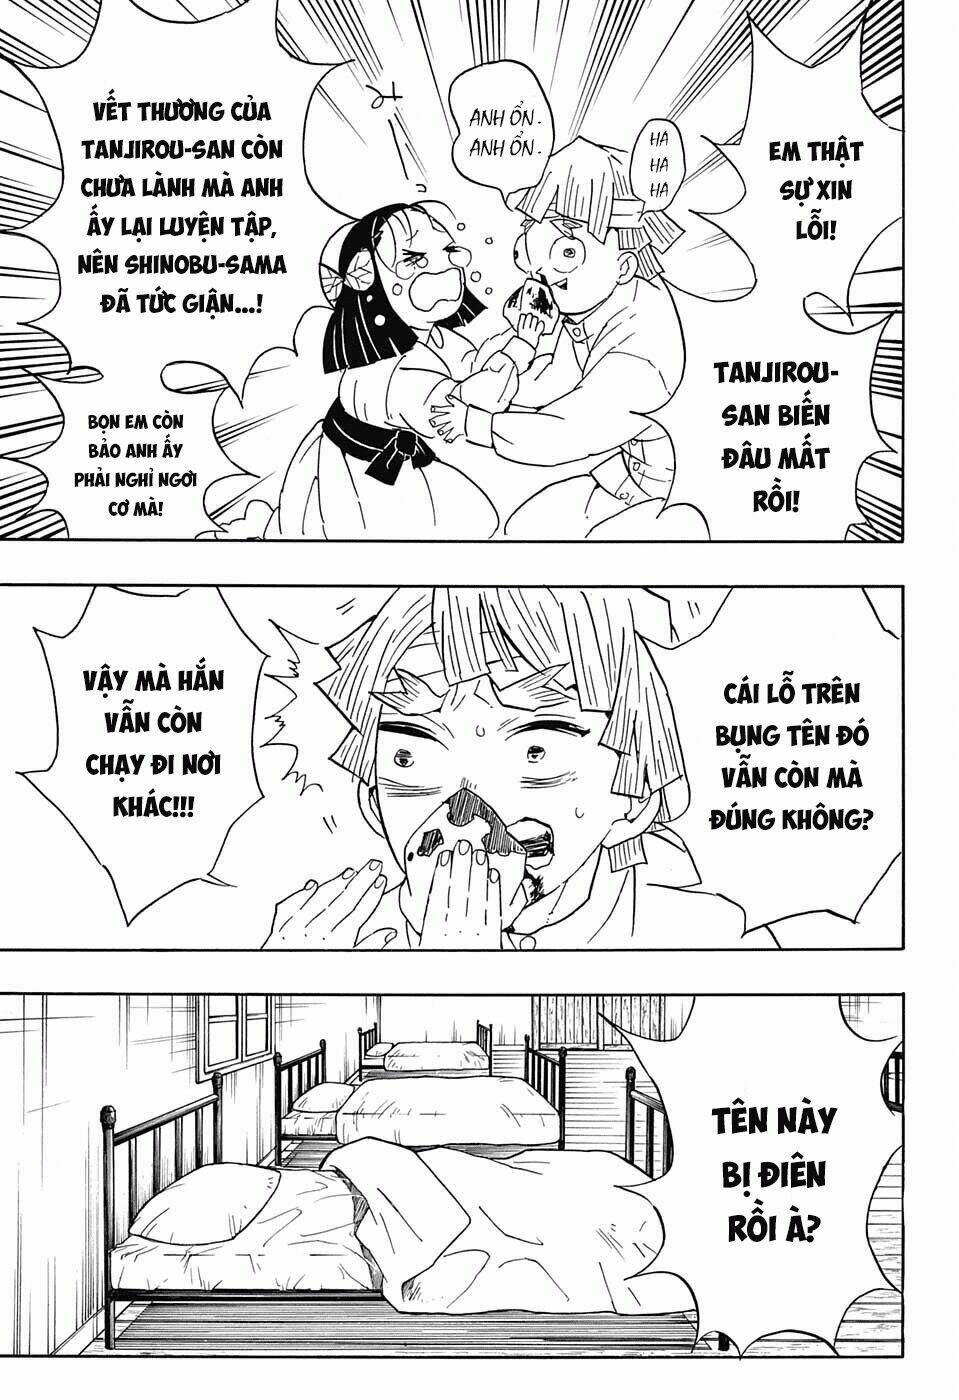 EM THẬT
SỰ XIN
LỖI!
HA
HA
HA
ANH ỔN.
ANH ỔN.
TANJIROU-
SAN BIẾN
ĐÂU MẤT
RỒI!
VẾT THƯƠNG CỦA
TANJIROU-SAN CÒN
CHƯA LÀNH MÀ ANH
ẤY LẠI LUYỆN TẬP,
NÊN SHINOBU-SAMA
ĐÃ TỨC GIẬN...!
BỌN EM CÒN
BẢO ANH ẤY
PHẢI NGHỈ NGƠI
CƠ MÀ!
CÁI LỖ TRÊN
BỤNG TÊN ĐÓ
VẪN CÒN MÀ
ĐÚNG KHÔNG?
VẬY MÀ HẮN
VẪN CÒN
CHẠY ĐI NƠI
KHÁC!!!
TÊN NÀY
BỊ ĐIÊN
RỒI À?